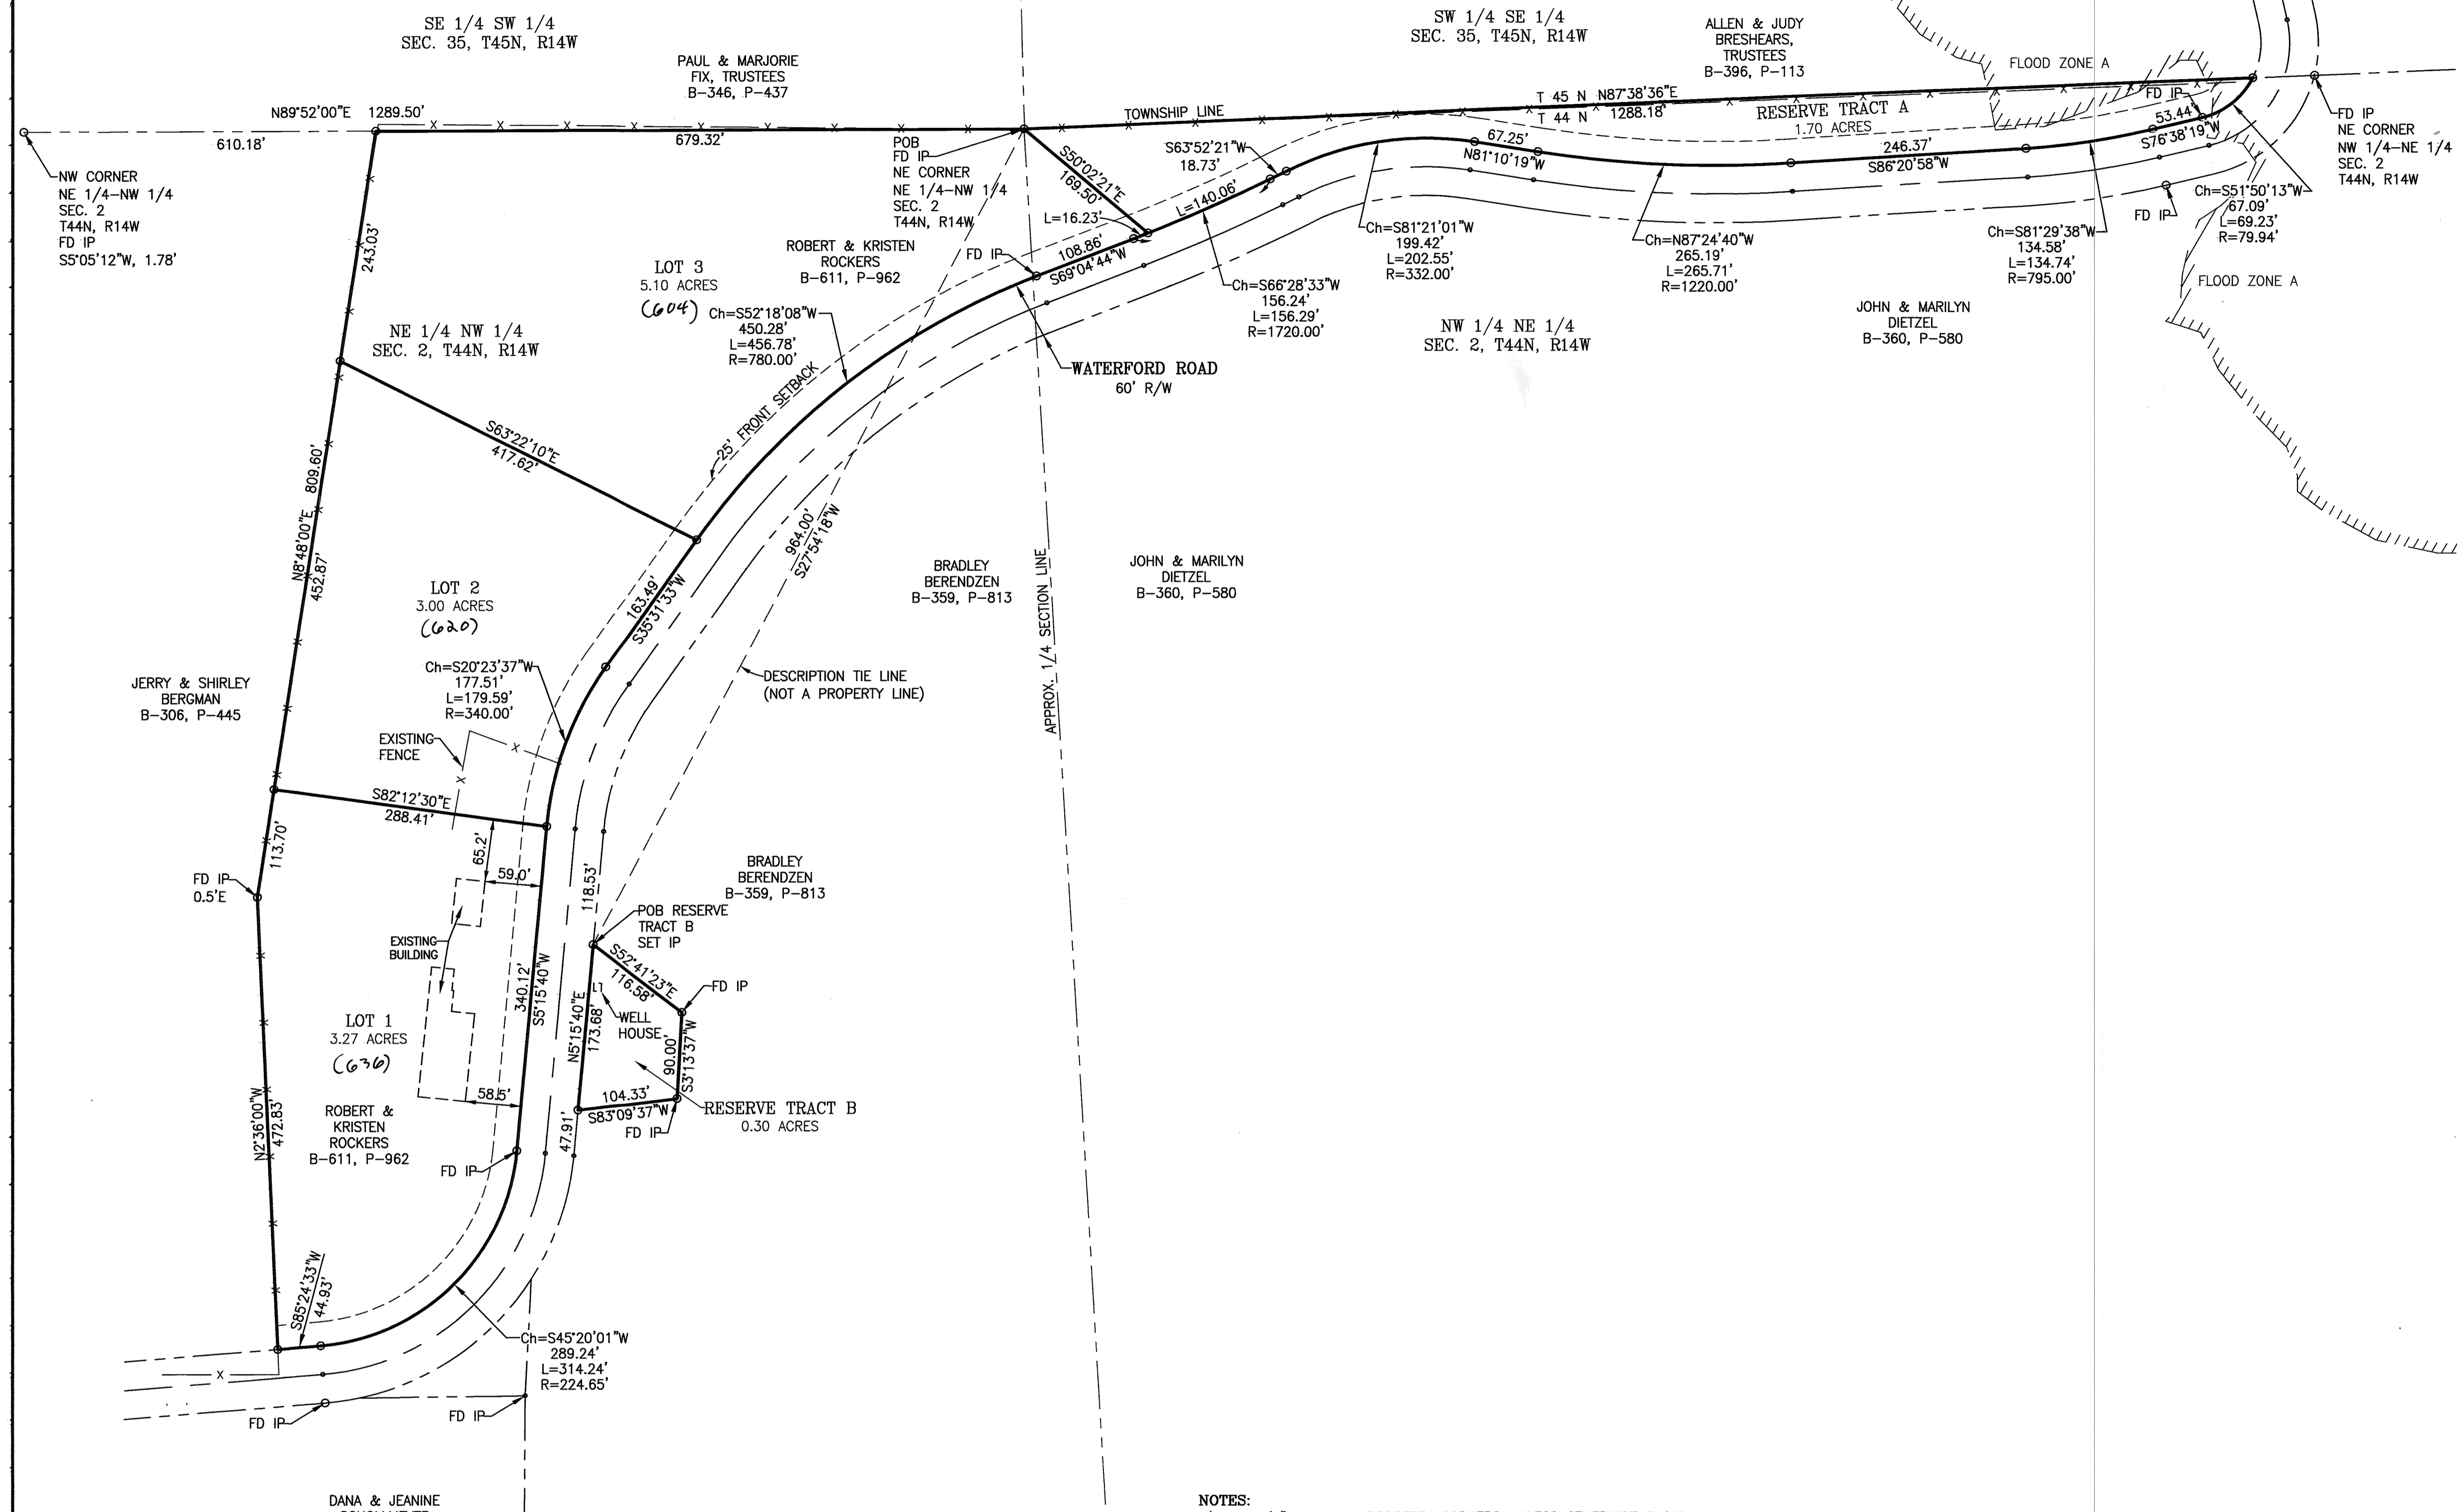 SE 1/4 SW 1/4
SEC. 35, T45N, R14W
PAUL & MARJORIE
FIX, TRUSTEES
B-346, P-437
SW 1/4 SE 1/4
SEC. 35, T45N, R14W
ALLEN & JUDY
BRESHEARS,
TRUSTEES
B-396, P-113
FLOOD ZONE A
N89°52'00"E 1289.50'
610.18'
679.32'
TOWNSHIP LINE
T 45 N N87°38'36"E
T 44 N 1288.18'
RESERVE TRACT A
1.70 ACRES
FD IP
53.44'
S76°38'19"W
FD IP
NE CORNER
NW 1/4-NE 1/4
SEC. 2
T44N, R14W
NW CORNER
NE 1/4-NW 1/4
SEC. 2
T44N, R14W
FD IP
S5°05'12"W, 1.78'
POB
FD IP
NE CORNER
NE 1/4-NW 1/4
SEC. 2
T44N, R14W
S50°02'21"E
169.50'
S63°52'21"W
18.73'
67.25'
N81°10'19"W
246.37'
S86°20'58"W
L=140.06'
L=16.23'
243.03'
ROBERT & KRISTEN
ROCKERS
B-611, P-962
FD IP
108.86'
S69°04'44"W
Ch=S66°28'33"W
156.24'
L=156.29'
R=1720.00'
Ch=S81°21'01"W
199.42'
L=202.55'
R=332.00'
Ch=N87°24'40"W
265.19'
L=265.71'
R=1220.00'
Ch=S81°29'38"W
134.58'
L=134.74'
R=795.00'
FD IP
Ch=S51°50'13"W
67.09'
L=69.23'
R=79.94'
FLOOD ZONE A
LOT 3
5.10 ACRES
(604)
Ch=S52°18'08"W
450.28'
L=456.78'
R=780.00'
NE 1/4 NW 1/4
SEC. 2, T44N, R14W
NW 1/4 NE 1/4
SEC. 2, T44N, R14W
JOHN & MARILYN
DIETZEL
B-360, P-580
WATERFORD ROAD
60' R/W
25' FRONT SETBACK
S63°22'10"E
417.62'
809.60'
N8°48'00"E
452.87'
964.00'
S27°54'18"W
APPROX. 1/4 SECTION LINE
BRADLEY
BERENDZEN
B-359, P-813
JOHN & MARILYN
DIETZEL
B-360, P-580
LOT 2
3.00 ACRES
(620)
163.49'
S35°31'33"W
Ch=S20°23'37"W
177.51'
L=179.59'
R=340.00'
DESCRIPTION TIE LINE
(NOT A PROPERTY LINE)
JERRY & SHIRLEY
BERGMAN
B-306, P-445
EXISTING
FENCE
S82°12'30"E
288.41'
113.70'
FD IP
0.5'E
65.2'
59.0'
118.53'
BRADLEY
BERENDZEN
B-359, P-813
POB RESERVE
TRACT B
SET IP
EXISTING
BUILDING
S52°41'23"E
116.58'
FD IP
340.12'
S5°15'40"W
N5°15'40"E
173.68'
WELL
HOUSE
90.00'
S3°13'37"W
LOT 1
3.27 ACRES
(636)
58.5'
104.33'
S83°09'37"W
FD IP
RESERVE TRACT B
0.30 ACRES
47.91'
ROBERT &
KRISTEN
ROCKERS
B-611, P-962
FD IP
N2°36'00"W
472.83'
S85°24'33"W
44.93'
Ch=S45°20'01"W
289.24'
L=314.24'
R=224.65'
FD IP
FD IP
DANA & JEANINE
NOTES: